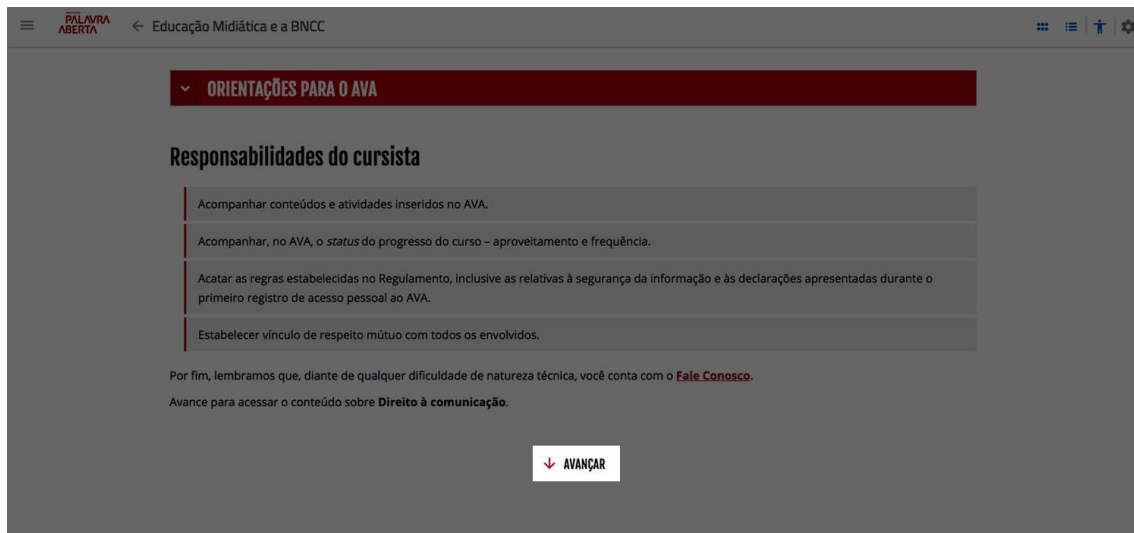 PALAVRA
ABERTA
Educação Midiática e a BNCC
ORIENTAÇÕES PARA O AVA
Responsabilidades do cursista
Acompanhar conteúdos e atividades inseridos no AVA.
Acompanhar, no AVA, o status do progresso do curso – aproveitamento e frequência.
Acatar as regras estabelecidas no Regulamento, inclusive as relativas à segurança da informação e às declarações apresentadas durante o
primeiro registro de acesso pessoal ao AVA.
Estabelecer vínculo de respeito mútuo com todos os envolvidos.
Por fim, lembramos que, diante de qualquer dificuldade de natureza técnica, você conta com o Fale Conosco.
Avance para acessar o conteúdo sobre Direito à comunicação.
AVANÇAR